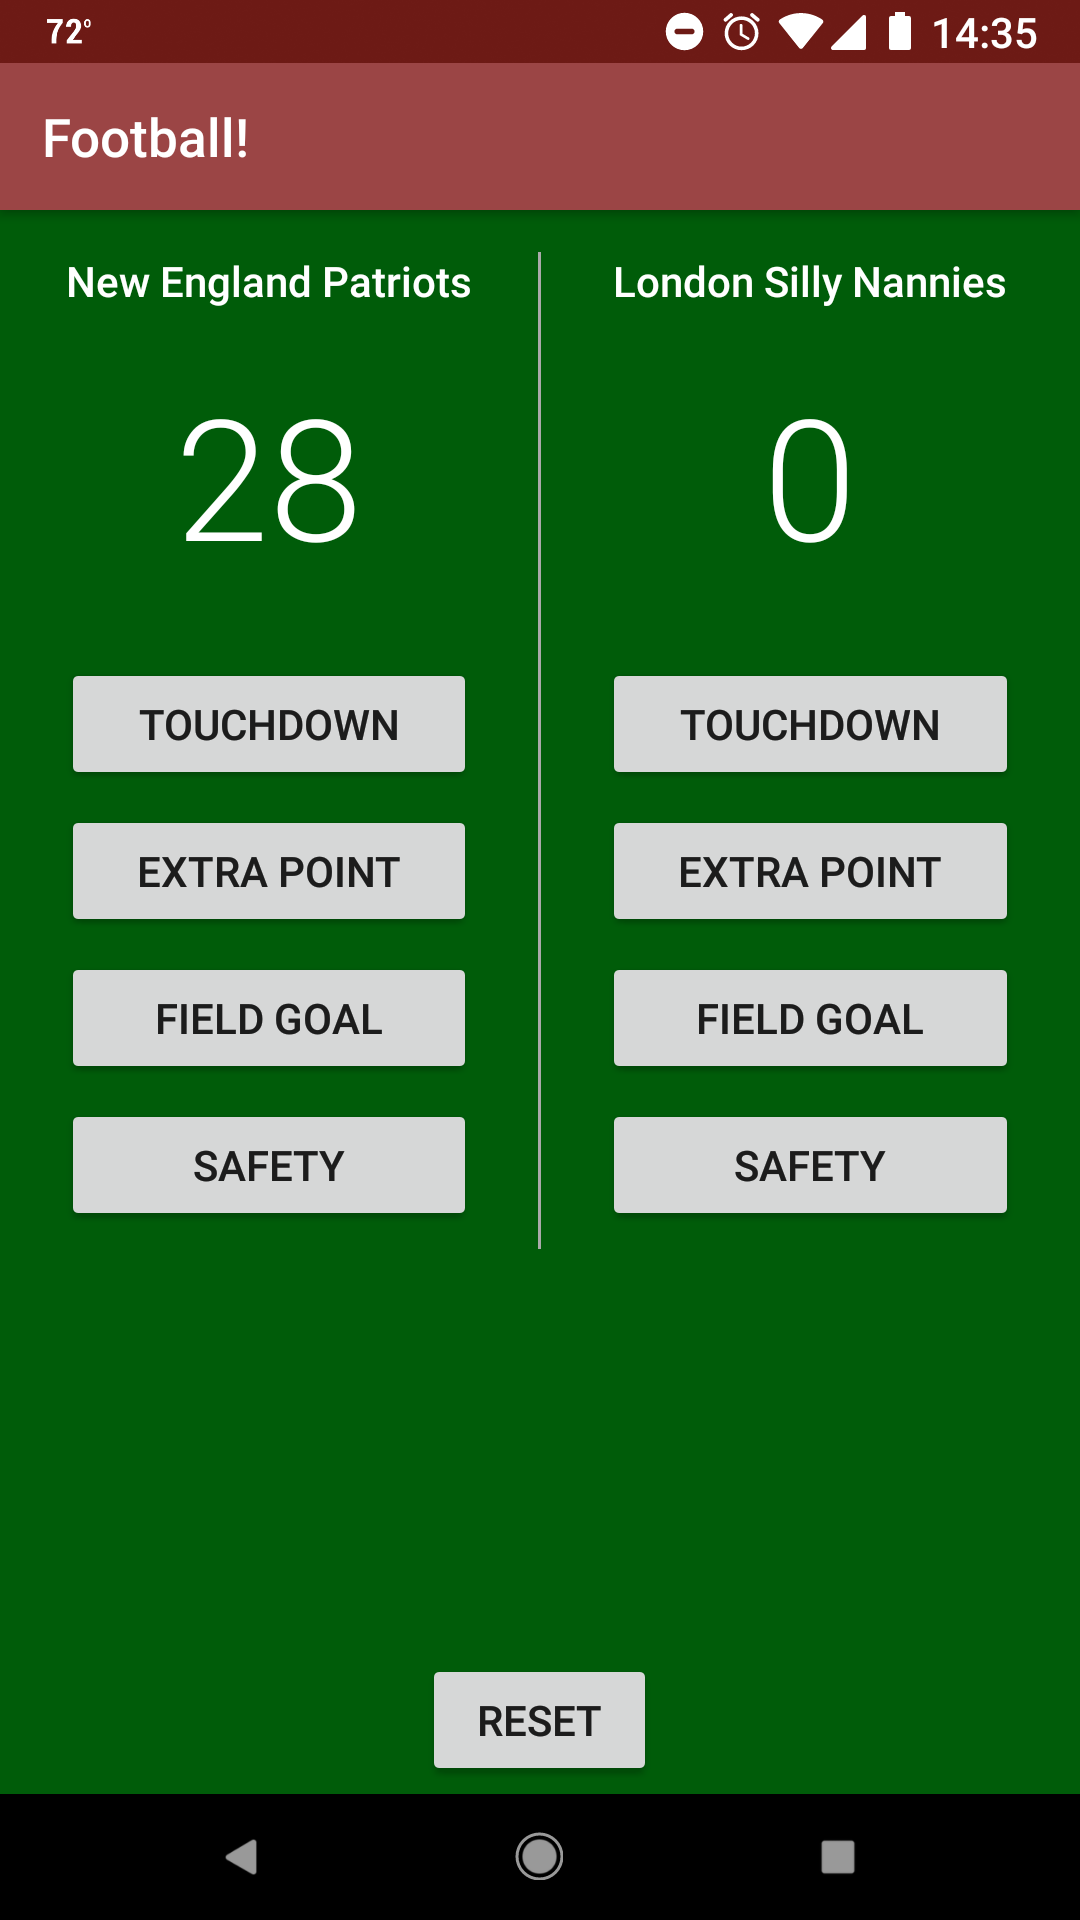 72°
14:35
Football!
New England Patriots
London Silly Nannies
28
0
TOUCHDOWN
TOUCHDOWN
EXTRA POINT
EXTRA POINT
FIELD GOAL
FIELD GOAL
SAFETY
SAFETY
RESET